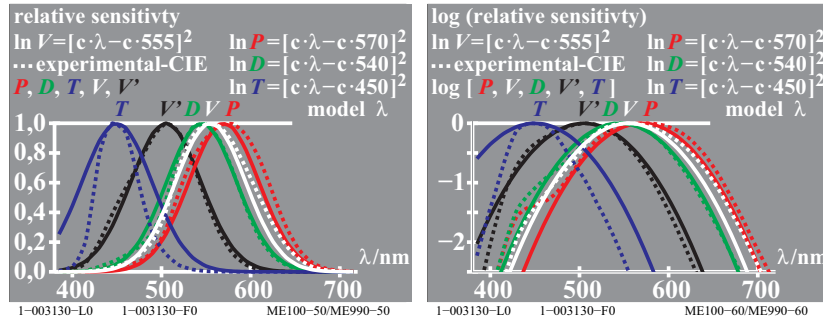 relative sensitivty
ln V=[c·λ−c·555]² ln P=[c·λ−c·570]²
experimental-CIE ln D=[c·λ−c·540]²
P, D, T, V, V' ln T=[c·λ−c·450]²
T V' D V P model λ
1,0
0,8
0,6
0,4
0,2
0,0
λ/nm
400 500 600 700
1-003130-L0 1-003130-F0 ME100-50/ME990-50
log (relative sensitivty)
ln V=[c·λ−c·555]² ln P=[c·λ−c·570]²
experimental-CIE ln D=[c·λ−c·540]²
log [ P, V, D, V', T ] ln T=[c·λ−c·450]²
T V' D V P model λ
0
−1
−2
λ/nm
400 500 600 700
1-003130-L0 1-003130-F0 ME100-60/ME990-60